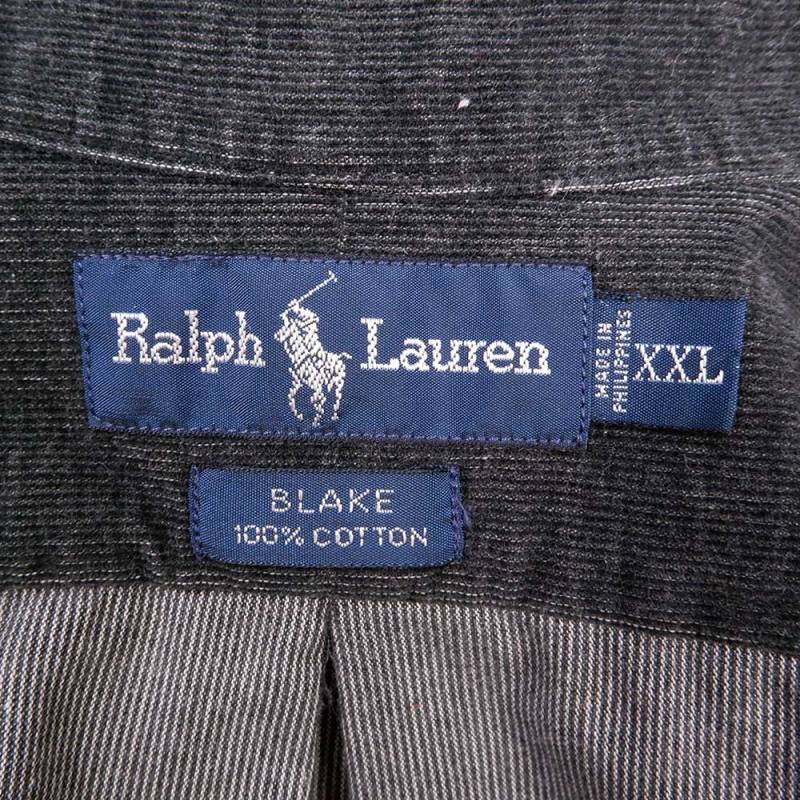 Ralph Lauren
MADE IN
PHILIPPINES
XXL
BLAKE
100% COTTON